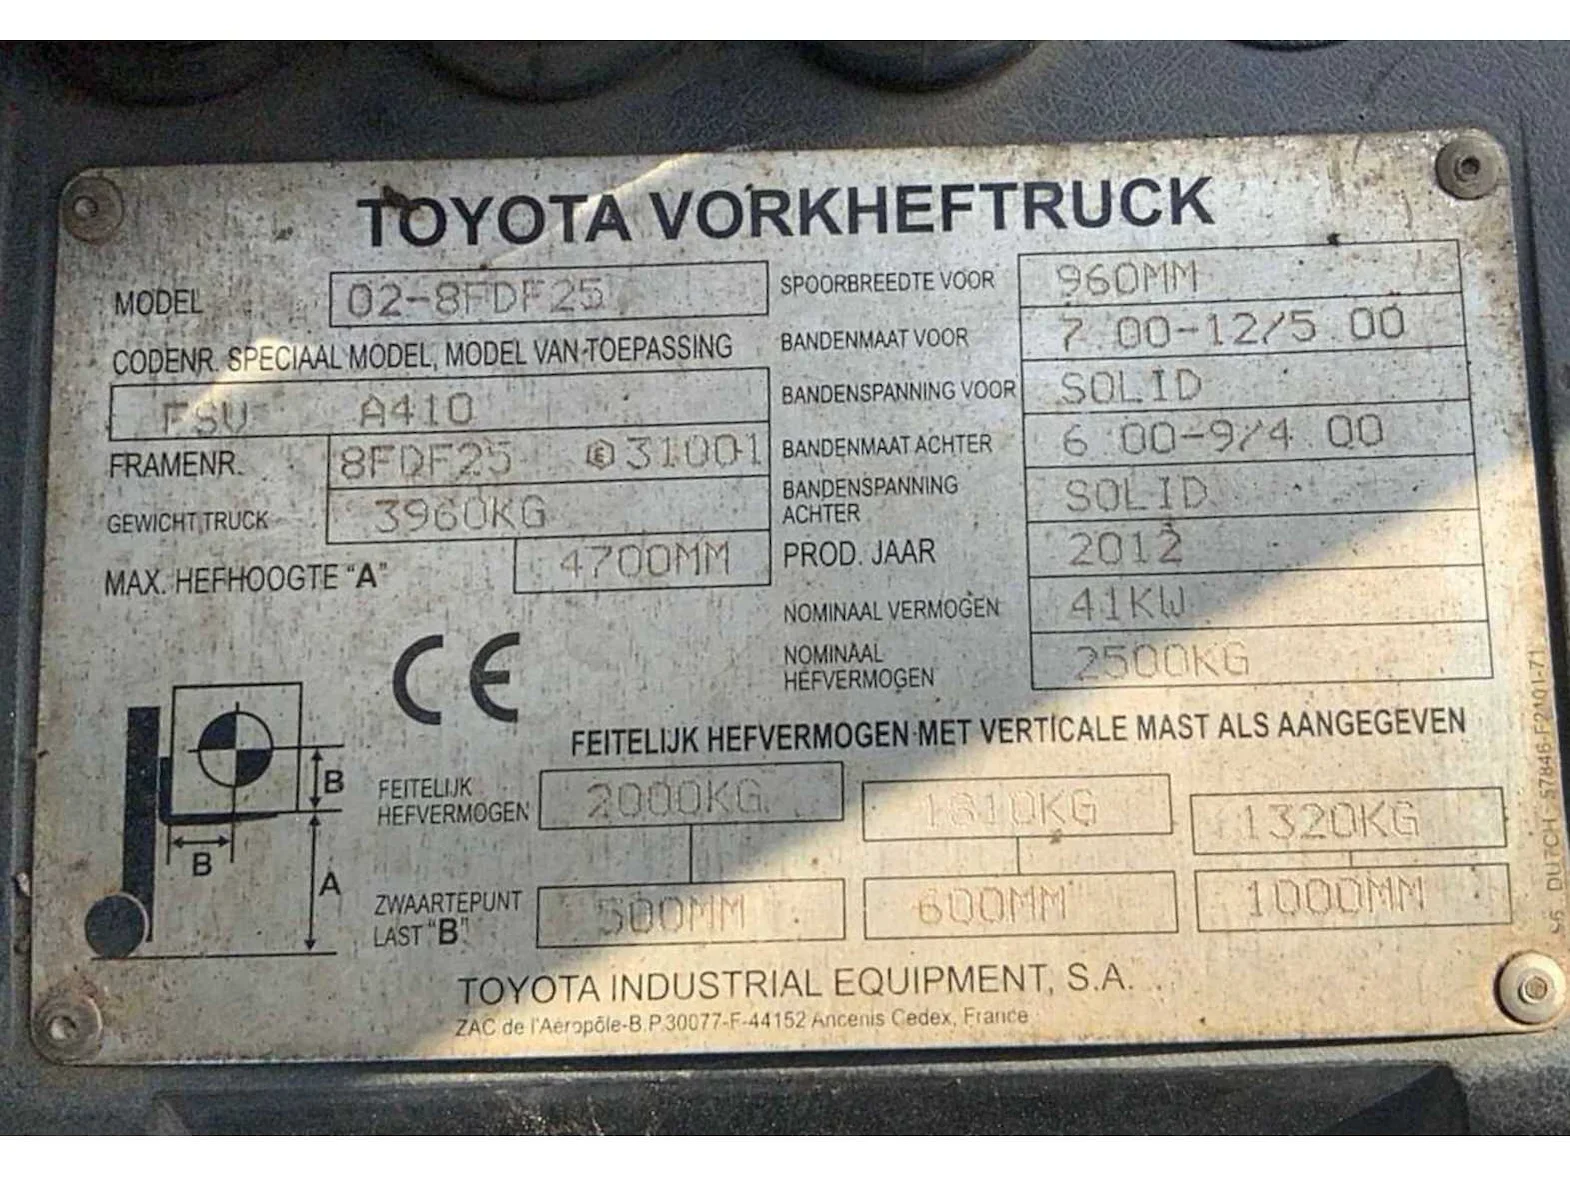 TOYOTA VORKHEFTRUCK
MODEL 02-8FDF25
CODENR. SPECIAAL MODEL, MODEL VAN TOEPASSING
FSV A410
FRAMENR. 8FDF25 E 31001
GEWICHT TRUCK 3960KG
MAX. HEFHOOGTE "A" 4700MM
SPOORBREEDTE VOOR 960MM
BANDENMAAT VOOR 7.00-12/5.00
BANDENSPANNING VOOR SOLID
BANDENMAAT ACHTER 6.00-9/4.00
BANDENSPANNING
ACHTER SOLID
PROD. JAAR 2012
NOMINAAL VERMOGEN 41KW
NOMINAAL
HEFVERMOGEN 2500KG
CE
FEITELIJK HEFVERMOGEN MET VERTICALE MAST ALS AANGEGEVEN
FEITELIJK
HEFVERMOGEN 2000KG 1810KG 1320KG
ZWAARTEPUNT
LAST "B" 500MM 600MM 1000MM
B
B
A
TOYOTA INDUSTRIAL EQUIPMENT, S.A.
ZAC de l'Aéropôle-B.P.30077-F-44152 Ancenis Cedex, France
DUTCH 57846-F2401-71